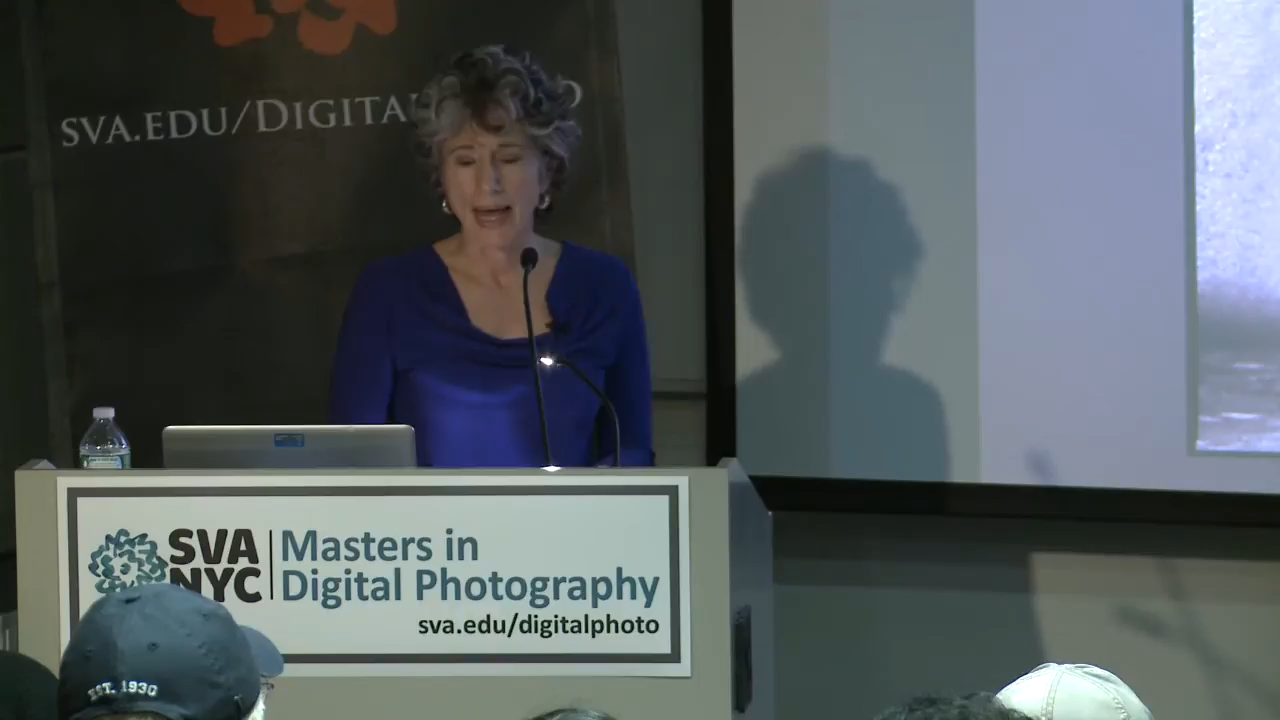 SVA.EDU/DIGITAL
SVA
NYC
Masters in
Digital Photography
sva.edu/digitalphoto
EST. 1930